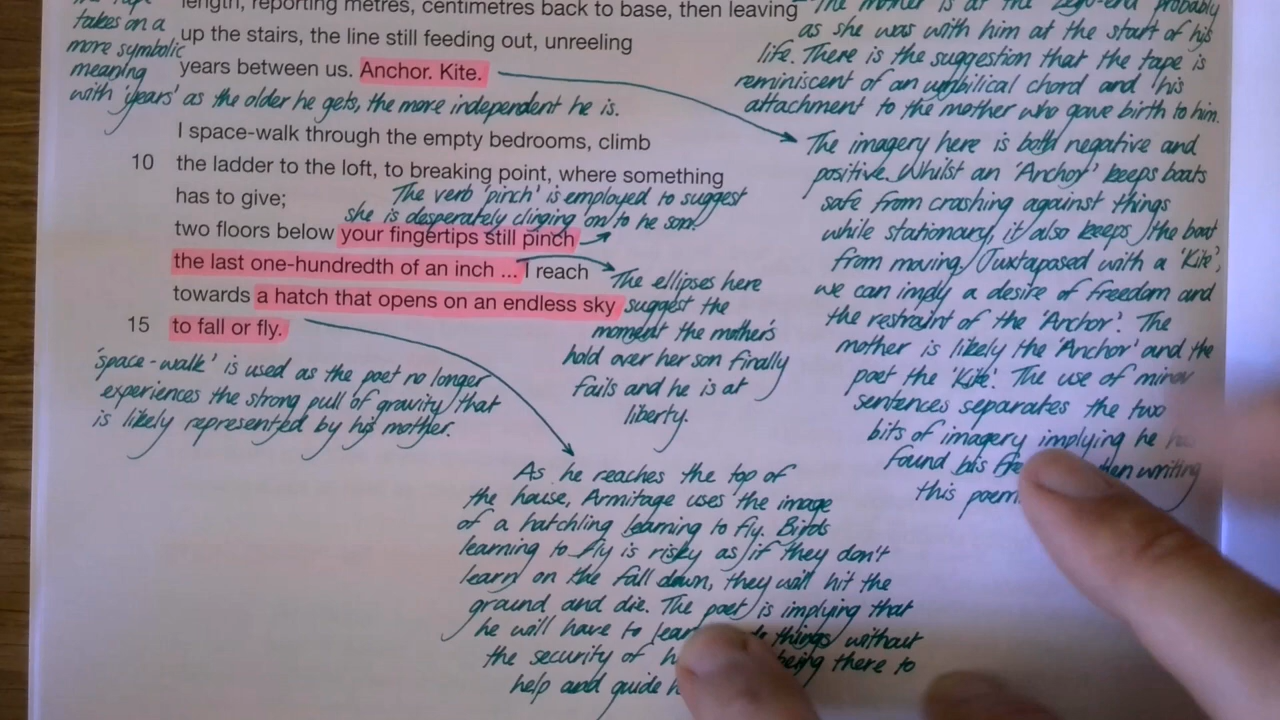 length, reporting metres, centimetres back to base, then leaving
up the stairs, the line still feeding out, unreeling
years between us. Anchor. Kite.
I space-walk through the empty bedrooms, climb
10 the ladder to the loft, to breaking point, where something
has to give;
two floors below your fingertips still pinch
the last one-hundredth of an inch ... I reach
towards a hatch that opens on an endless sky
15 to fall or fly.
takes on a
more symbolic
meaning
with 'years' as the older he gets, the more independent he is.
The mother is at the zero-end probably
as she was with him at the start of his
life. There is the suggestion that the tape is
reminiscent of an umbilical chord and his
attachment to the mother who gave birth to him.
The imagery here is both negative and
positive. Whilst an 'Anchor' keeps boats
safe from crashing against things
while stationary, it also keeps the boat
from moving. Juxtaposed with a 'Kite',
we can imply a desire of freedom and
the restraint of the 'Anchor'. The
mother is likely the 'Anchor' and the
poet the 'Kite'. The use of minor
sentences separates the two
bits of imagery implying he
found his writing
this poem.
The verb 'pinch' is employed to suggest
she is desperately clinging on to he son.
The ellipses here
suggest the
moment the mother's
hold over her son finally
fails and he is at
liberty.
'space-walk' is used as the poet no longer
experiences the strong pull of gravity that
is likely represented by his mother.
As he reaches the top of
the house, Armitage uses the image
of a hatchling learning to fly. Birds
learning to fly is risky as if they don't
learn on the fall down, they will hit the
ground and die. The poet is implying that
he will have to things without
the security of being there to
help and guide